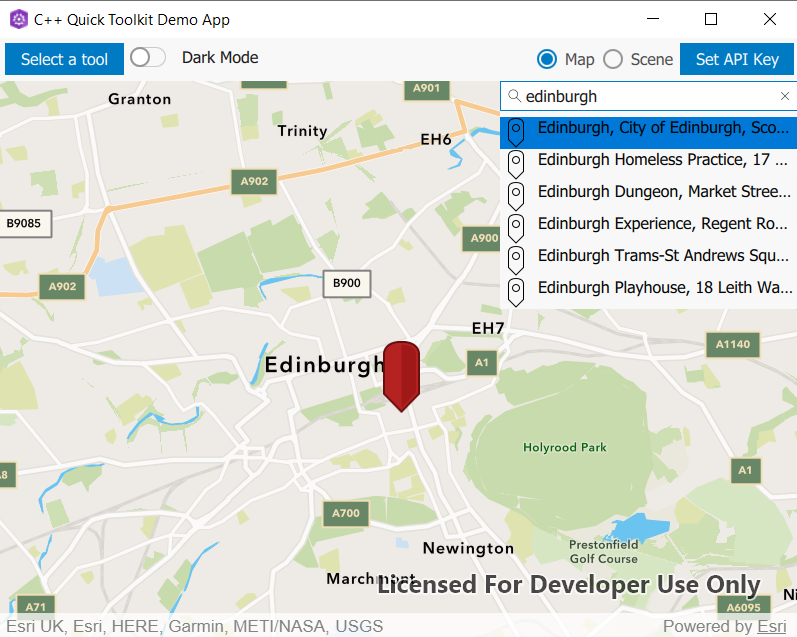 C++ Quick Toolkit Demo App
Select a tool
Dark Mode
Map
Scene
Set API Key
edinburgh
Edinburgh, City of Edinburgh, Sco...
Edinburgh Homeless Practice, 17 ...
Edinburgh Dungeon, Market Stree...
Edinburgh Experience, Regent Ro...
Edinburgh Trams-St Andrews Squ...
Edinburgh Playhouse, 18 Leith Wa...
Granton
A901
Trinity
EH6
A902
B9085
A900
A902
B900
EH7
A1140
Edinburgh
A1
Holyrood Park
A1
A8
A700
Newington
Prestonfield
Golf Course
Marchmont
Licensed For Developer Use Only
A71
A6095
Ni
Esri UK, Esri, HERE, Garmin, METI/NASA, USGS
Powered by Esri